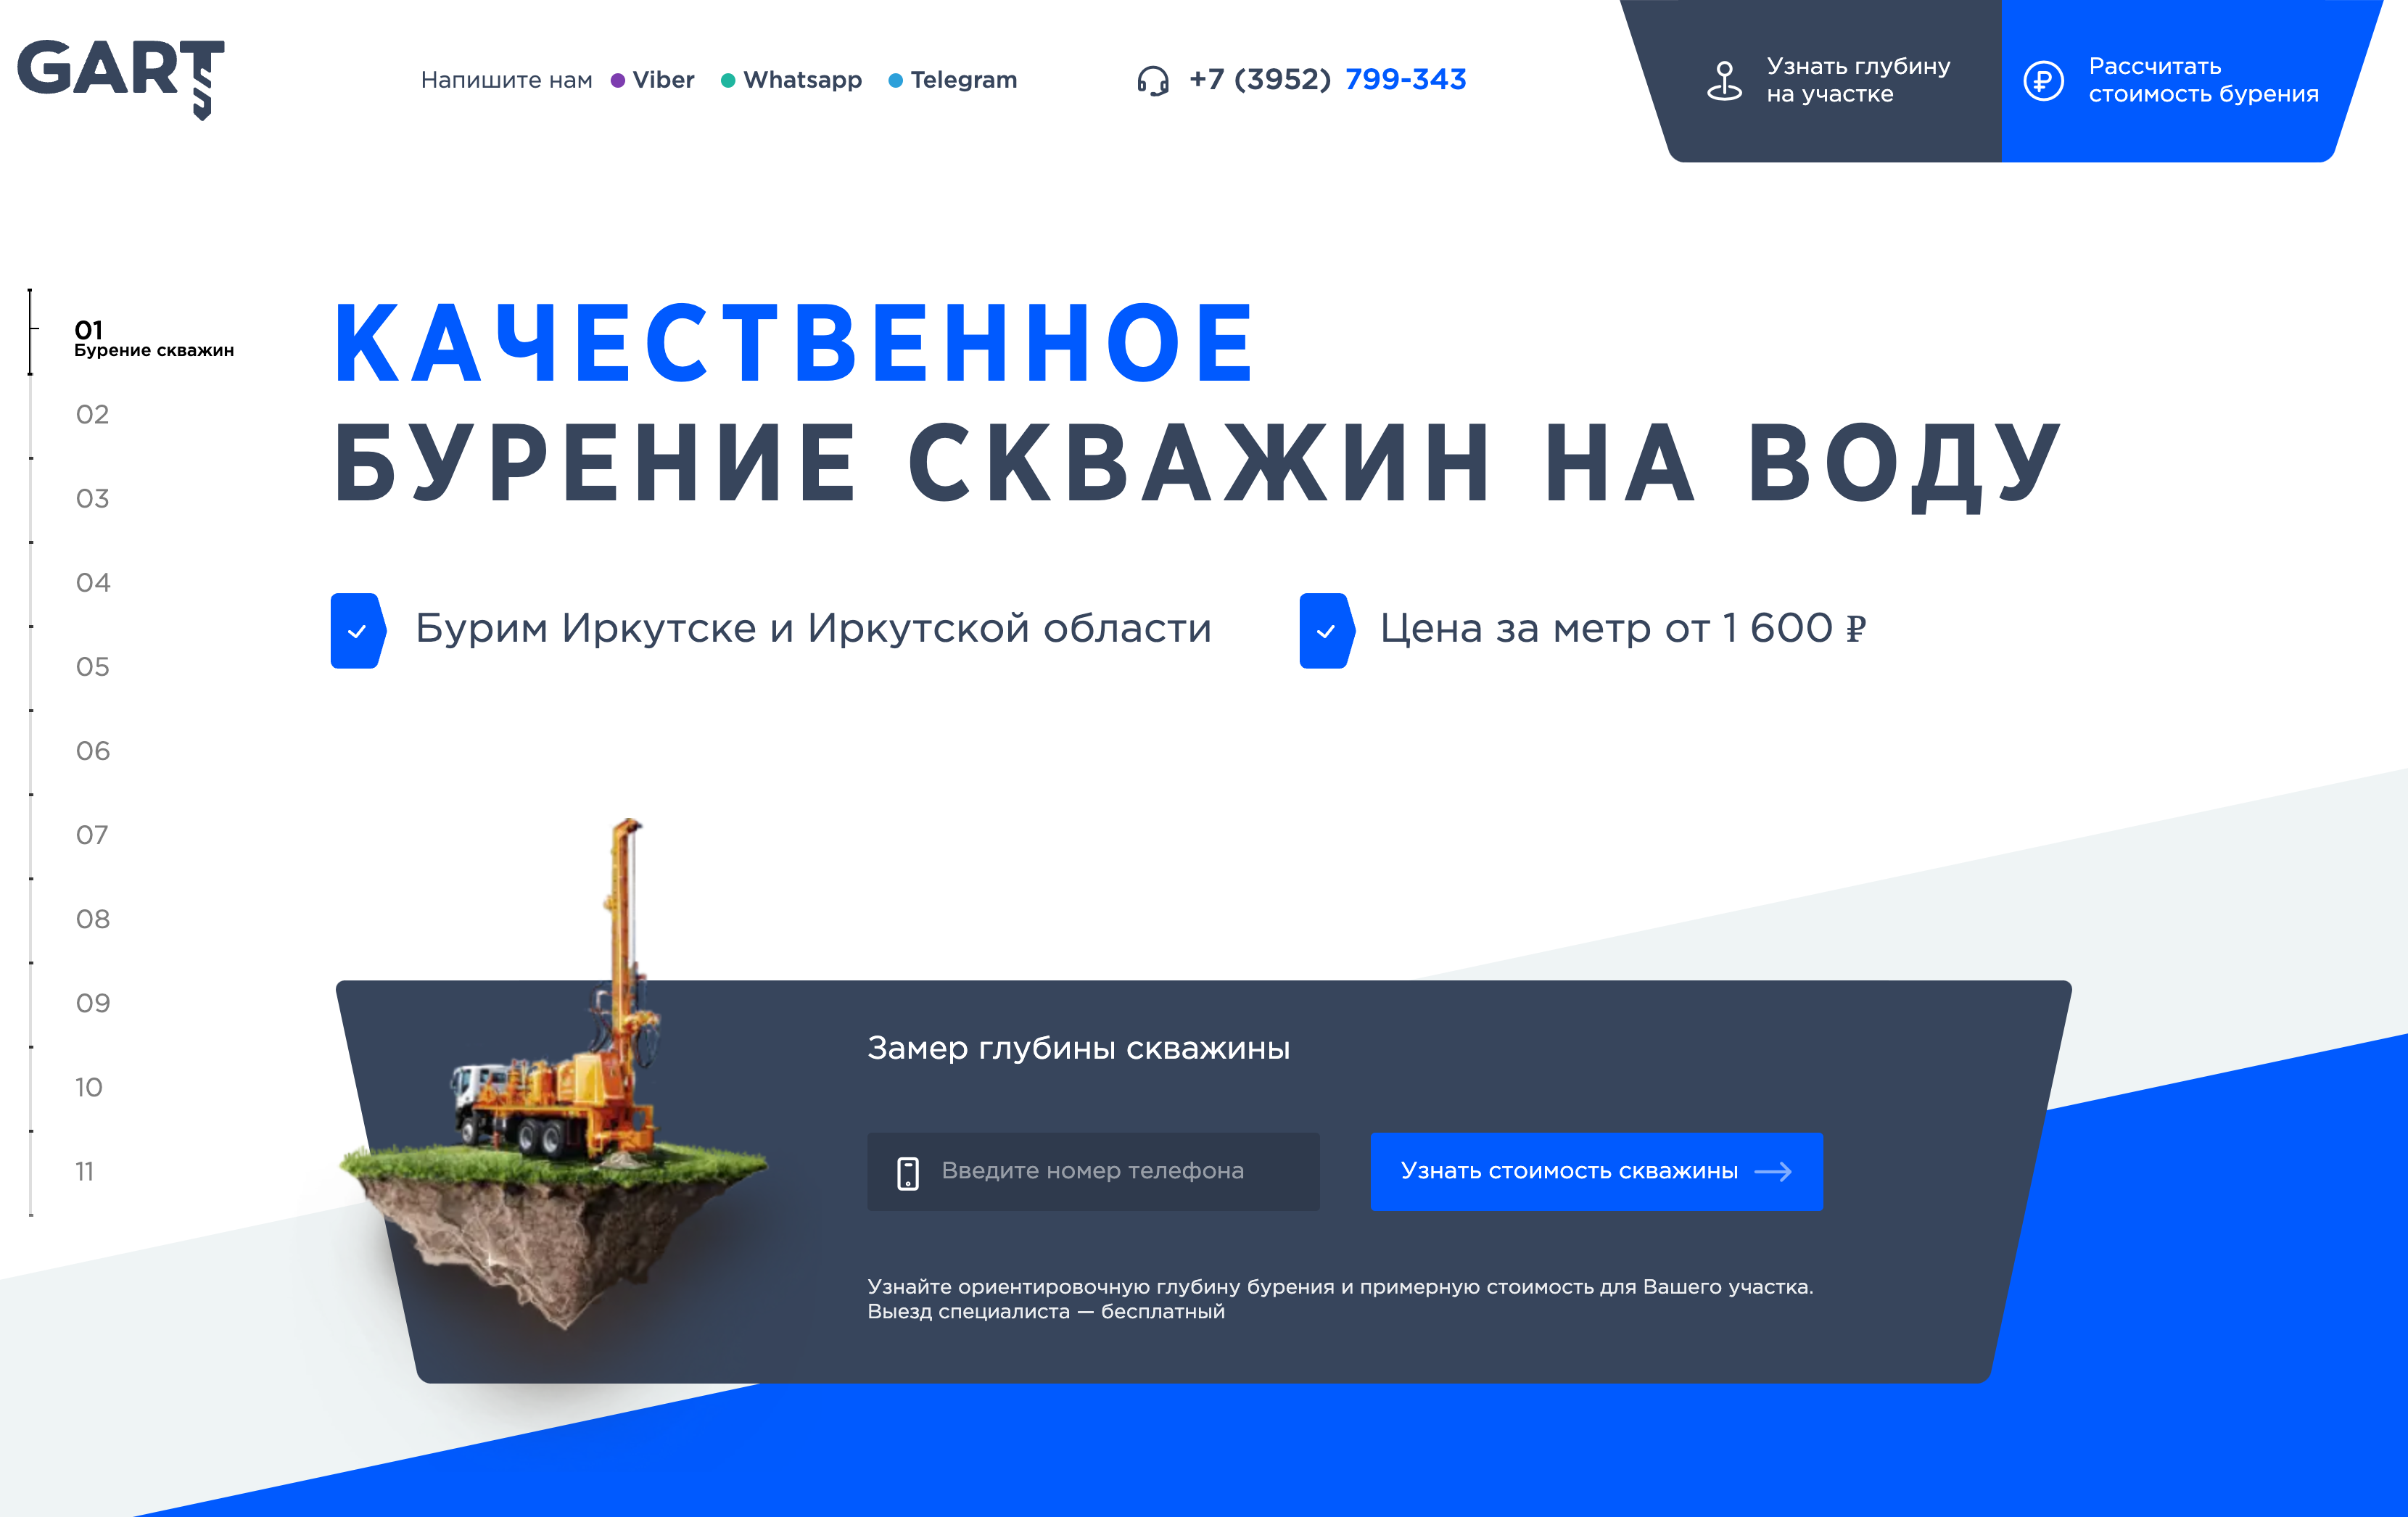 GART
Напишите нам Viber Whatsapp Telegram
+7 (3952) 799-343
Узнать глубину
на участке
Рассчитать
стоимость бурения
01
Бурение скважин
02
03
04
05
06
07
08
09
10
11
КАЧЕСТВЕННОЕ
БУРЕНИЕ СКВАЖИН НА ВОДУ
Бурим Иркутске и Иркутской области
Цена за метр от 1 600 ₽
Замер глубины скважины
Введите номер телефона
Узнать стоимость скважины
Узнайте ориентировочную глубину бурения и примерную стоимость для Вашего участка.
Выезд специалиста — бесплатный